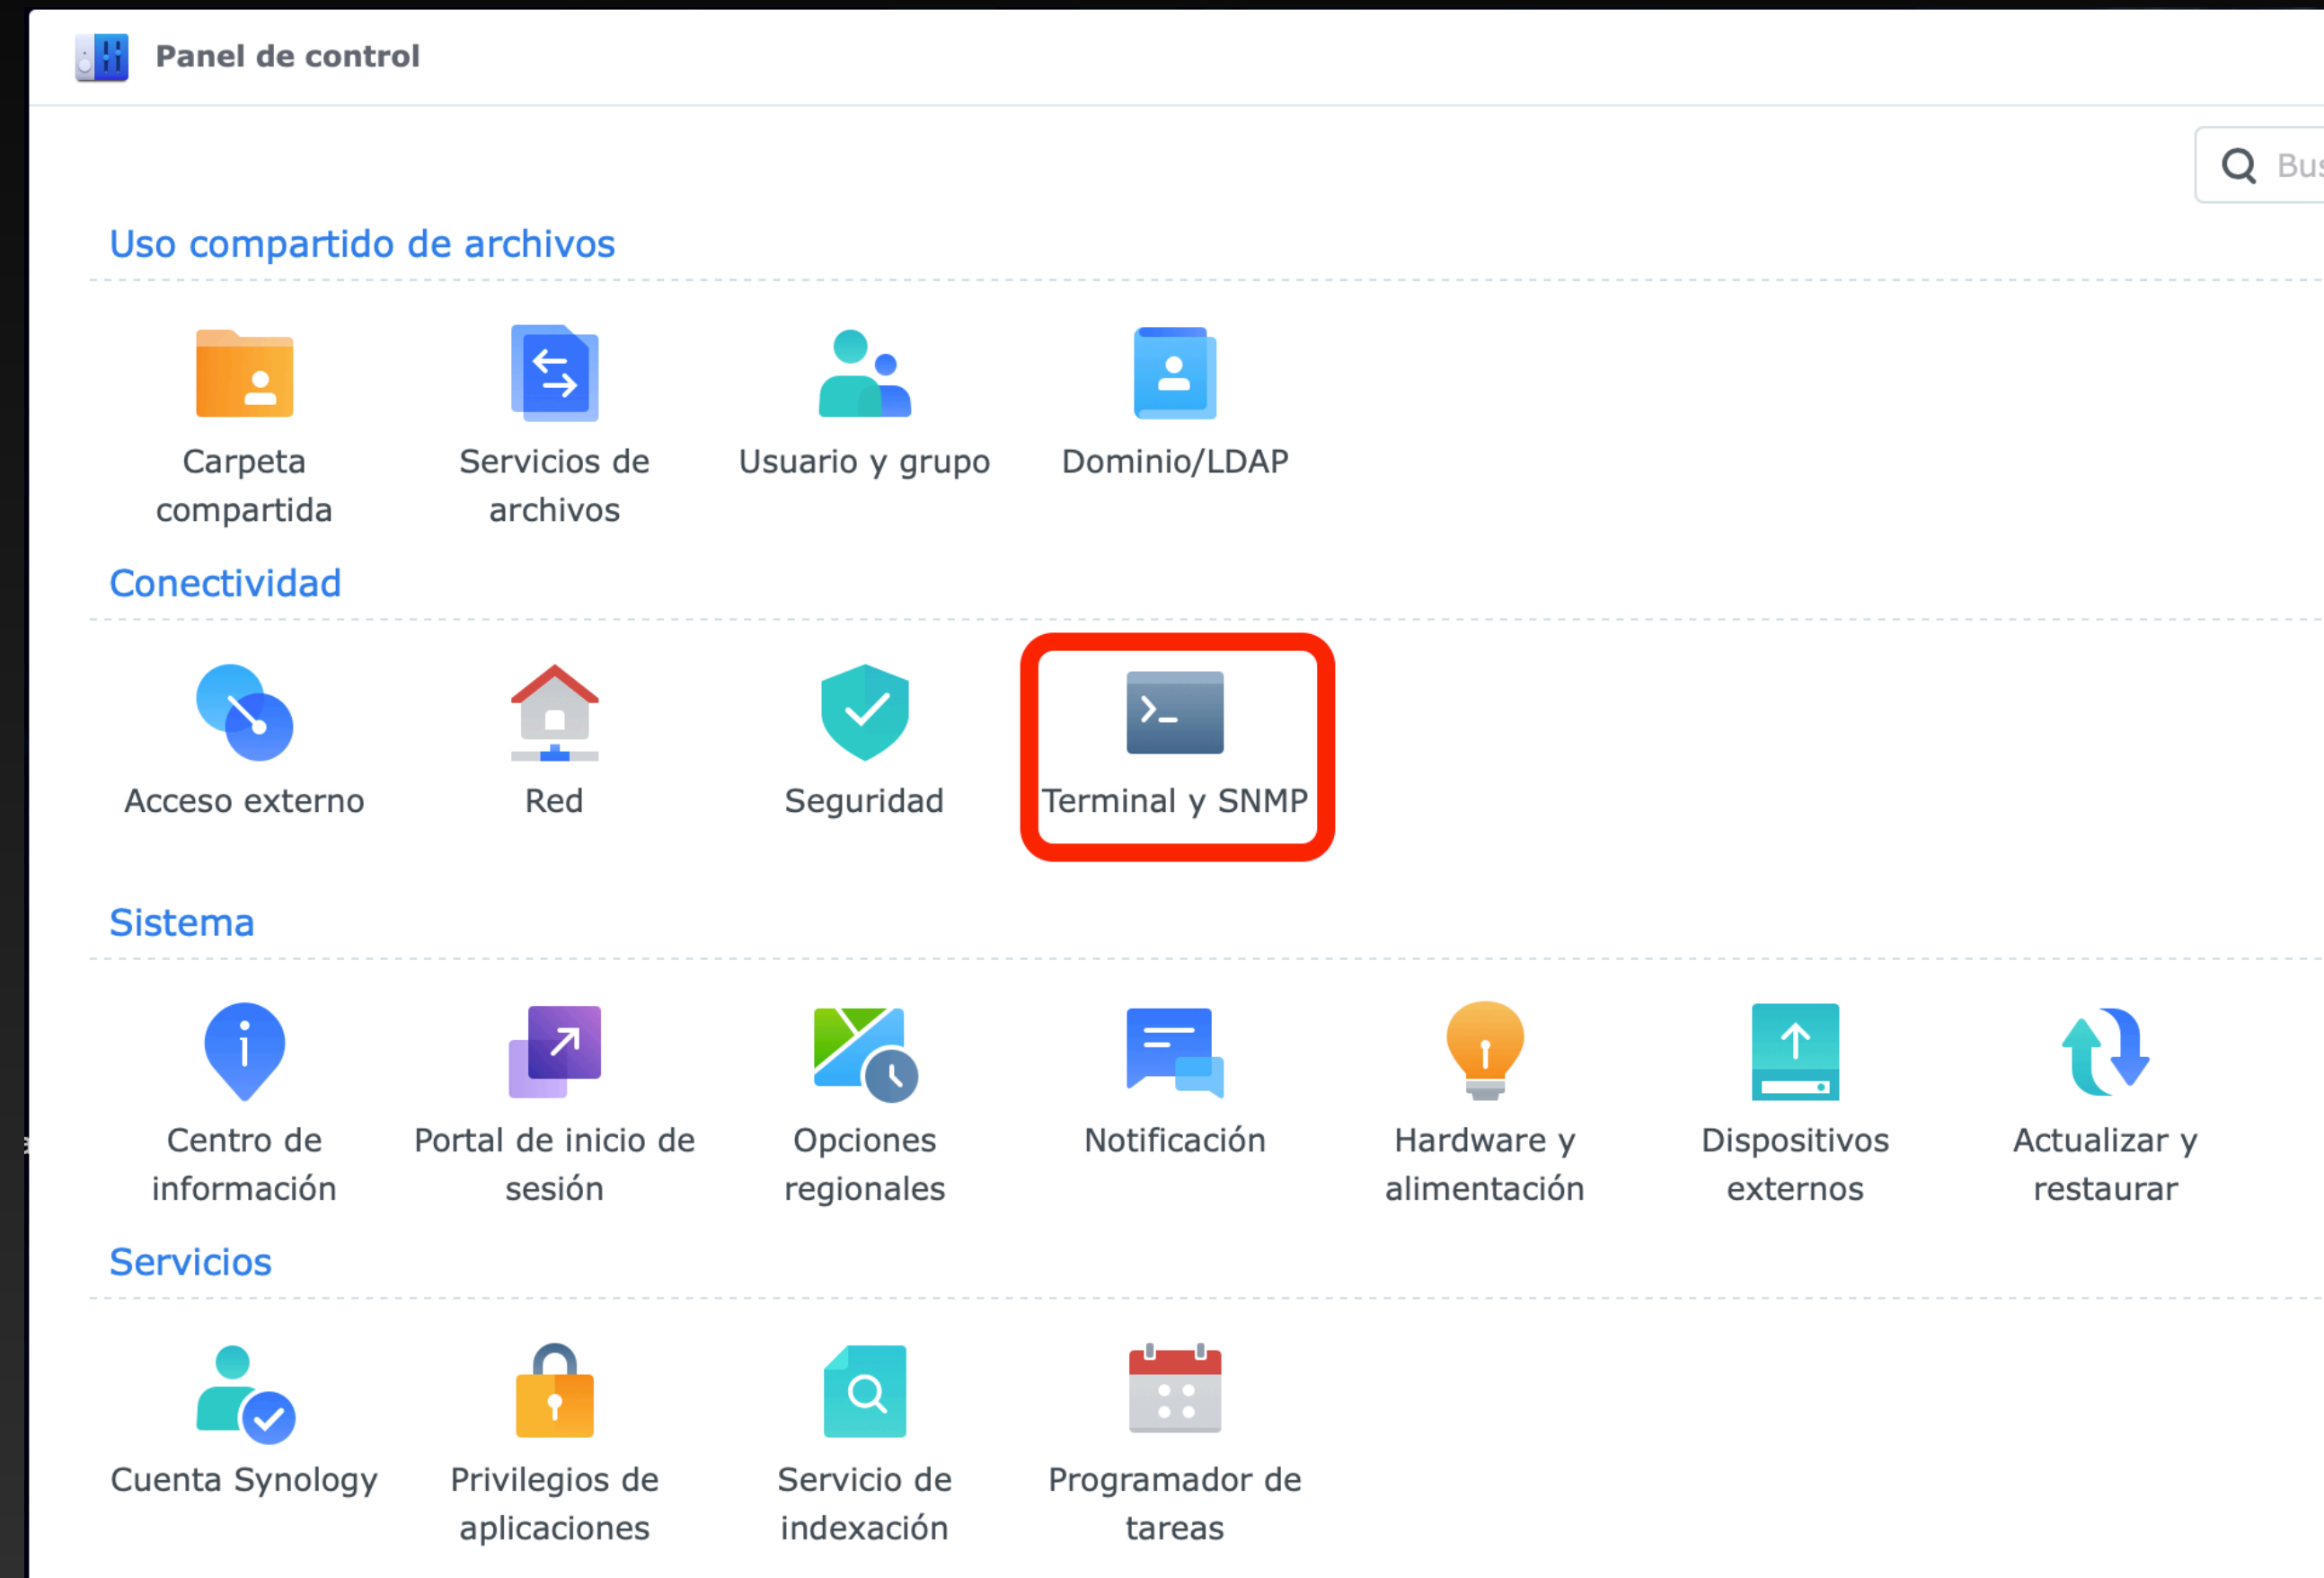 Panel de control
Bus
Uso compartido de archivos
Carpeta compartida
Servicios de archivos
Usuario y grupo
Dominio/LDAP
Conectividad
Acceso externo
Red
Seguridad
Terminal y SNMP
Sistema
Centro de información
Portal de inicio de sesión
Opciones regionales
Notificación
Hardware y alimentación
Dispositivos externos
Actualizar y restaurar
Servicios
Cuenta Synology
Privilegios de aplicaciones
Servicio de indexación
Programador de tareas